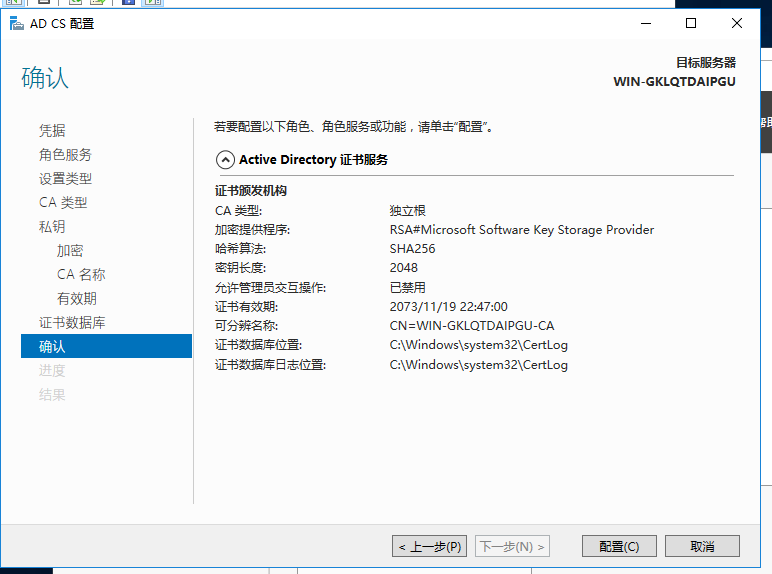 AD CS 配置
确认
目标服务器
WIN-GKLQTDAIPGU
凭据
角色服务
设置类型
CA 类型
私钥
加密
CA 名称
有效期
证书数据库
确认
进度
结果
若要配置以下角色、角色服务或功能，请单击“配置”。
Active Directory 证书服务
证书颁发机构
CA 类型: 独立根
加密提供程序: RSA#Microsoft Software Key Storage Provider
哈希算法: SHA256
密钥长度: 2048
允许管理员交互操作: 已禁用
证书有效期: 2073/11/19 22:47:00
可分辨名称: CN=WIN-GKLQTDAIPGU-CA
证书数据库位置: C:\Windows\system32\CertLog
证书数据库日志位置: C:\Windows\system32\CertLog
< 上一步(P) 下一步(N) > 配置(C) 取消